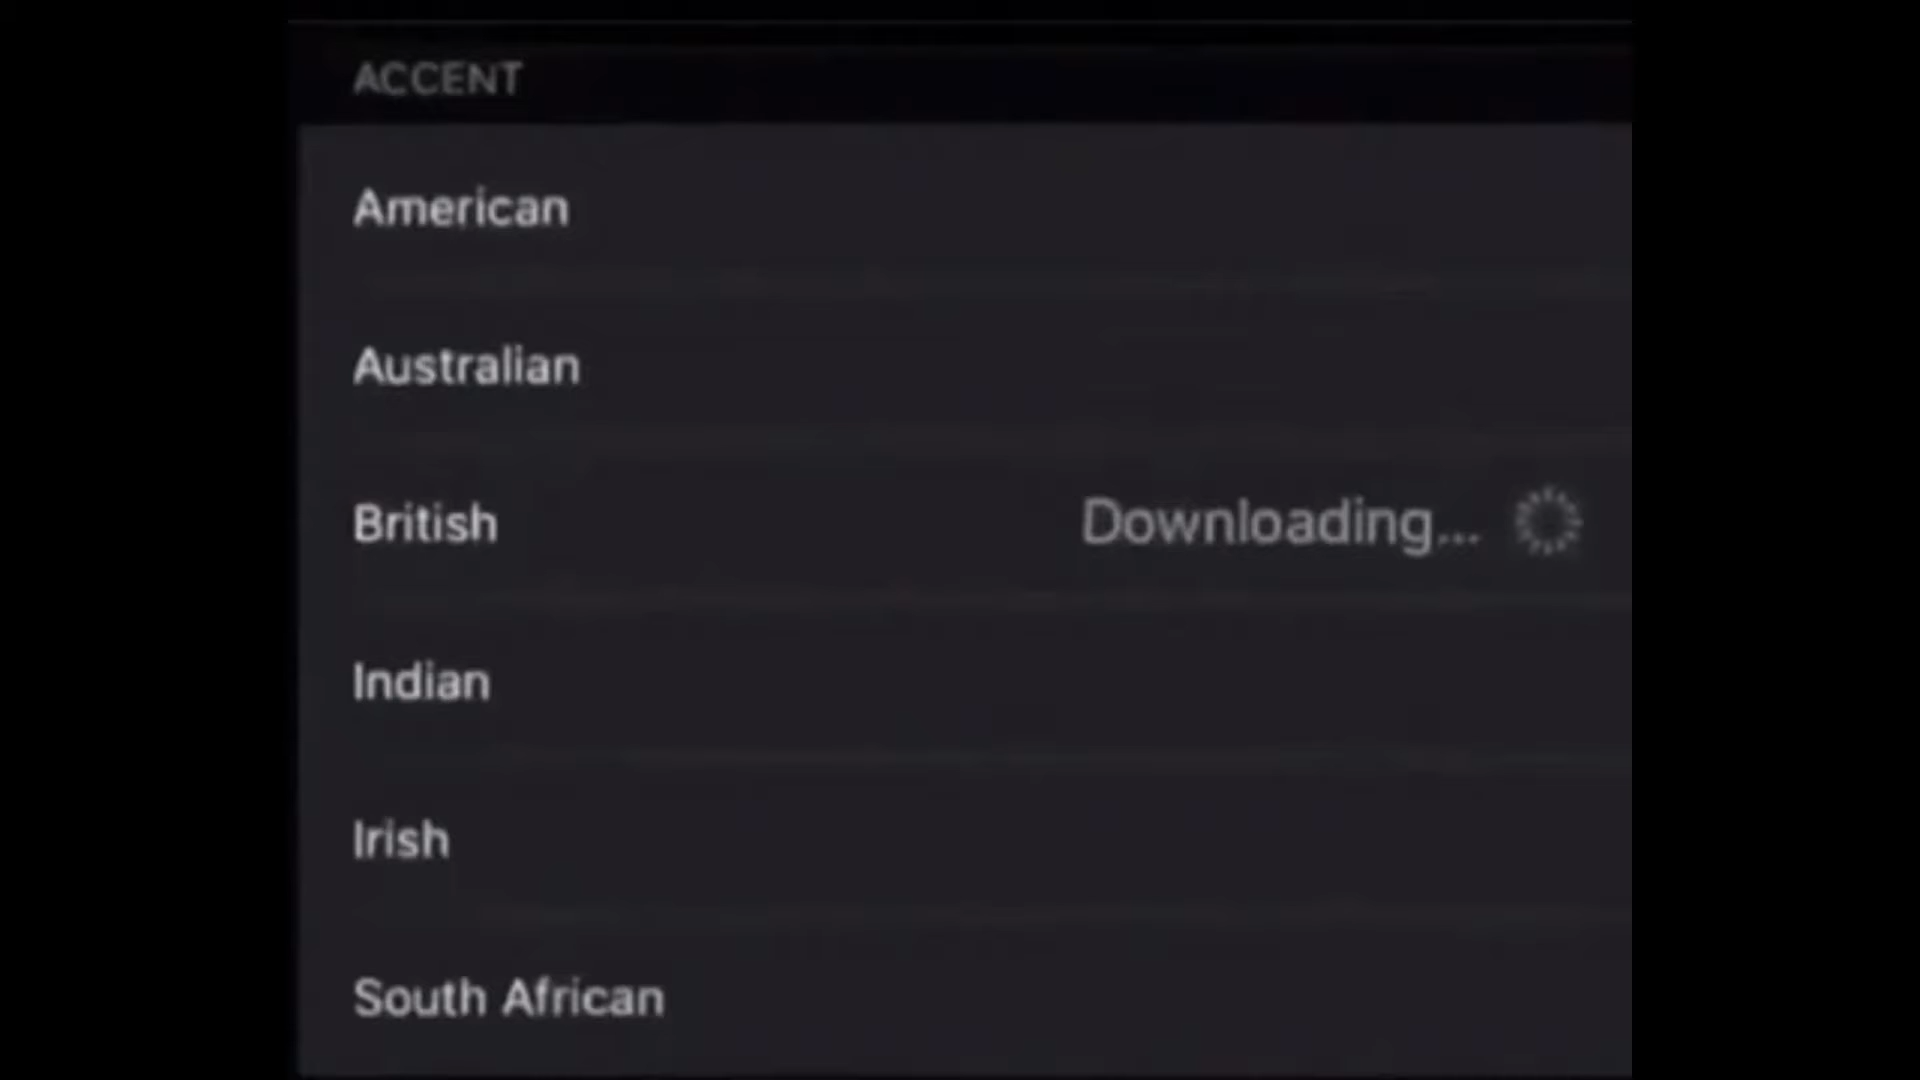 ACCENT
American
Australian
British Downloading...
Indian
Irish
South African